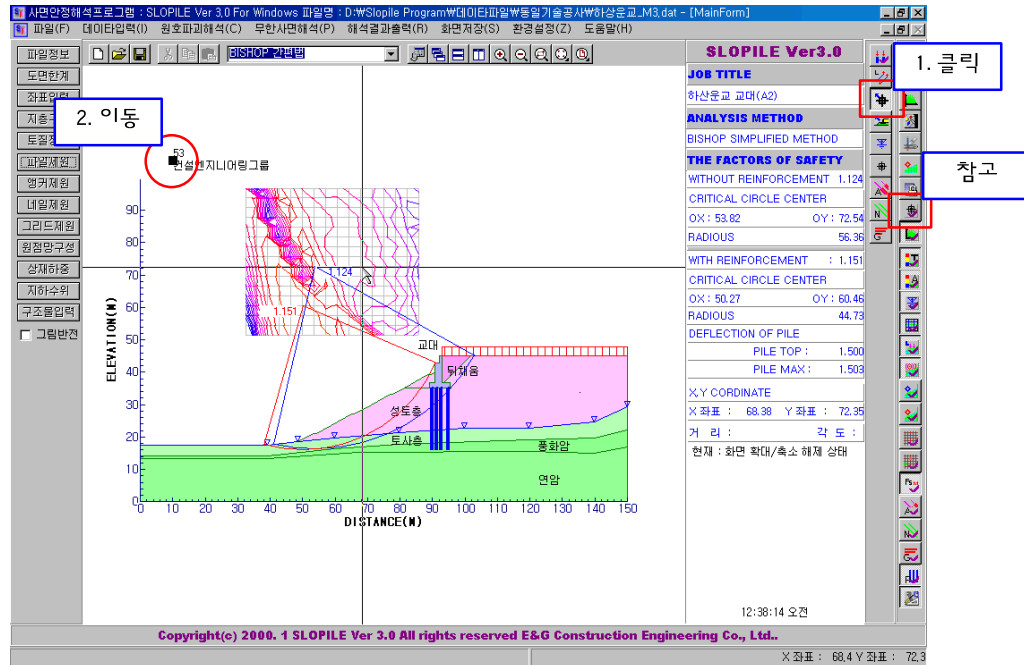 사면안정해석프로그램 : SLOPILE Ver 3,0 For Windows 파일명 : D:₩Slopile Program₩데이타파일₩동일기술공사₩하상운교_M3.dat - [MainForm]
파일(F) 데이타입력(I) 원호파괴해석(C) 무한사면해석(P) 해석결과출력(R) 화면저장(S) 환경설정(Z) 도움말(H)
파일정보
도면한계
좌표입력
지층구
토질정
파일제원
앵커제원
네일제원
그리드제원
원점망구성
상재하중
지하수위
구조물입력
그림반전
BISHOP 간편법
1. 클릭
2. 이동
참고
53
컨설엔지니어링그룹
ELEVATION(M)
90
80
70
60
50
40
30
20
10
0
1.124
1.151
교대
뒤채움
성토층
토사층
풍화암
연암
0 10 20 30 40 50 60 70 80 90 100 110 120 130 140 150
DISTANCE(M)
SLOPILE Ver3.0
JOB TITLE
하산운교 교대(A2)
ANALYSIS METHOD
BISHOP SIMPLIFIED METHOD
THE FACTORS OF SAFETY
WITHOUT REINFORCEMENT 1.124
CRITICAL CIRCLE CENTER
OX : 53.82 OY : 72.54
RADIOUS 56.36
WITH REINFORCEMENT : 1.151
CRITICAL CIRCLE CENTER
OX : 50.27 OY : 60.46
RADIOUS 44.73
DEFLECTION OF PILE
PILE TOP : 1.500
PILE MAX : 1.503
X,Y CORDINATE
X 좌표 : 68.38 Y 좌표 : 72.35
거 리 : 각 도 :
현재 : 화면 확대/축소 해제 상태
12:38:14 오전
Copyright(c) 2000. 1 SLOPILE Ver 3.0 All rights reserved E&G Construction Engineering Co., Ltd..
X 좌표 : 68,4 Y 좌표 : 72,3